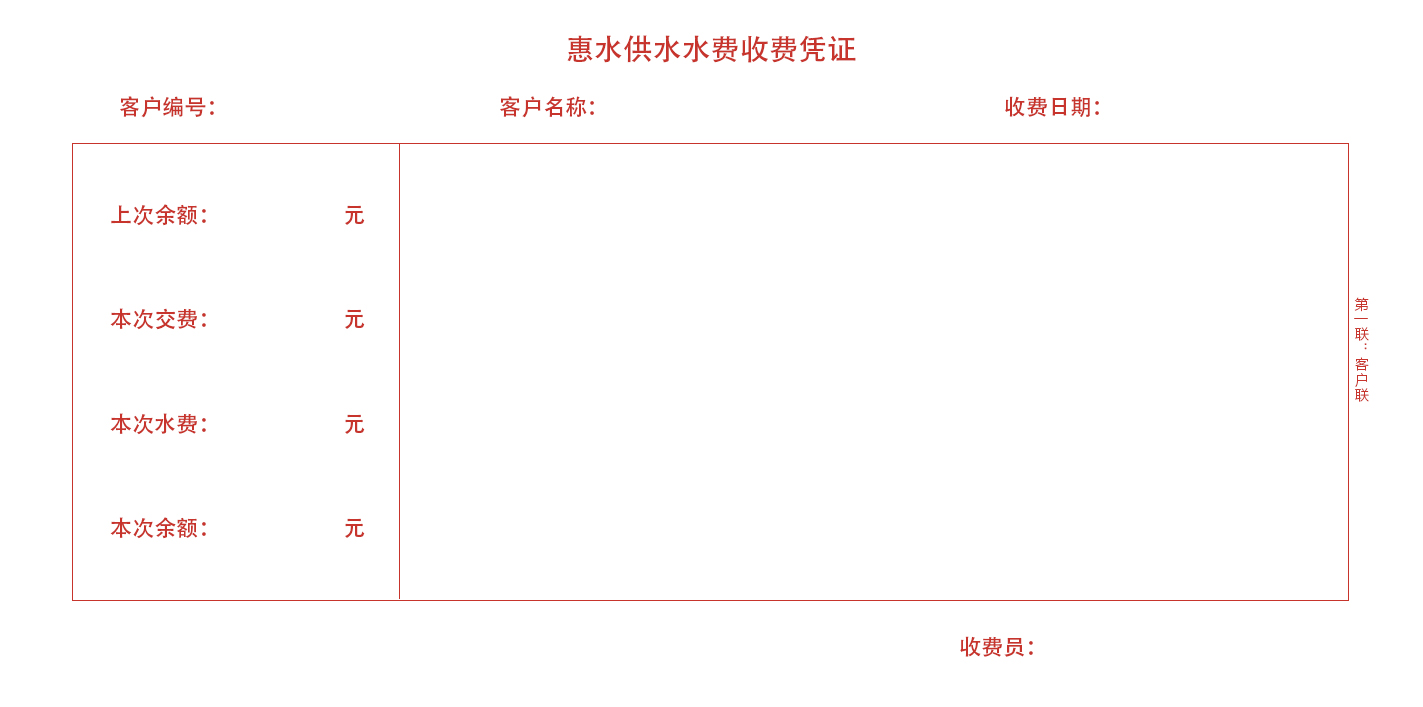 惠水供水水费收费凭证
客户编号： 客户名称： 收费日期：
上次余额： 元
本次交费： 元
本次水费： 元
本次余额： 元
第一联：客户联
收费员：